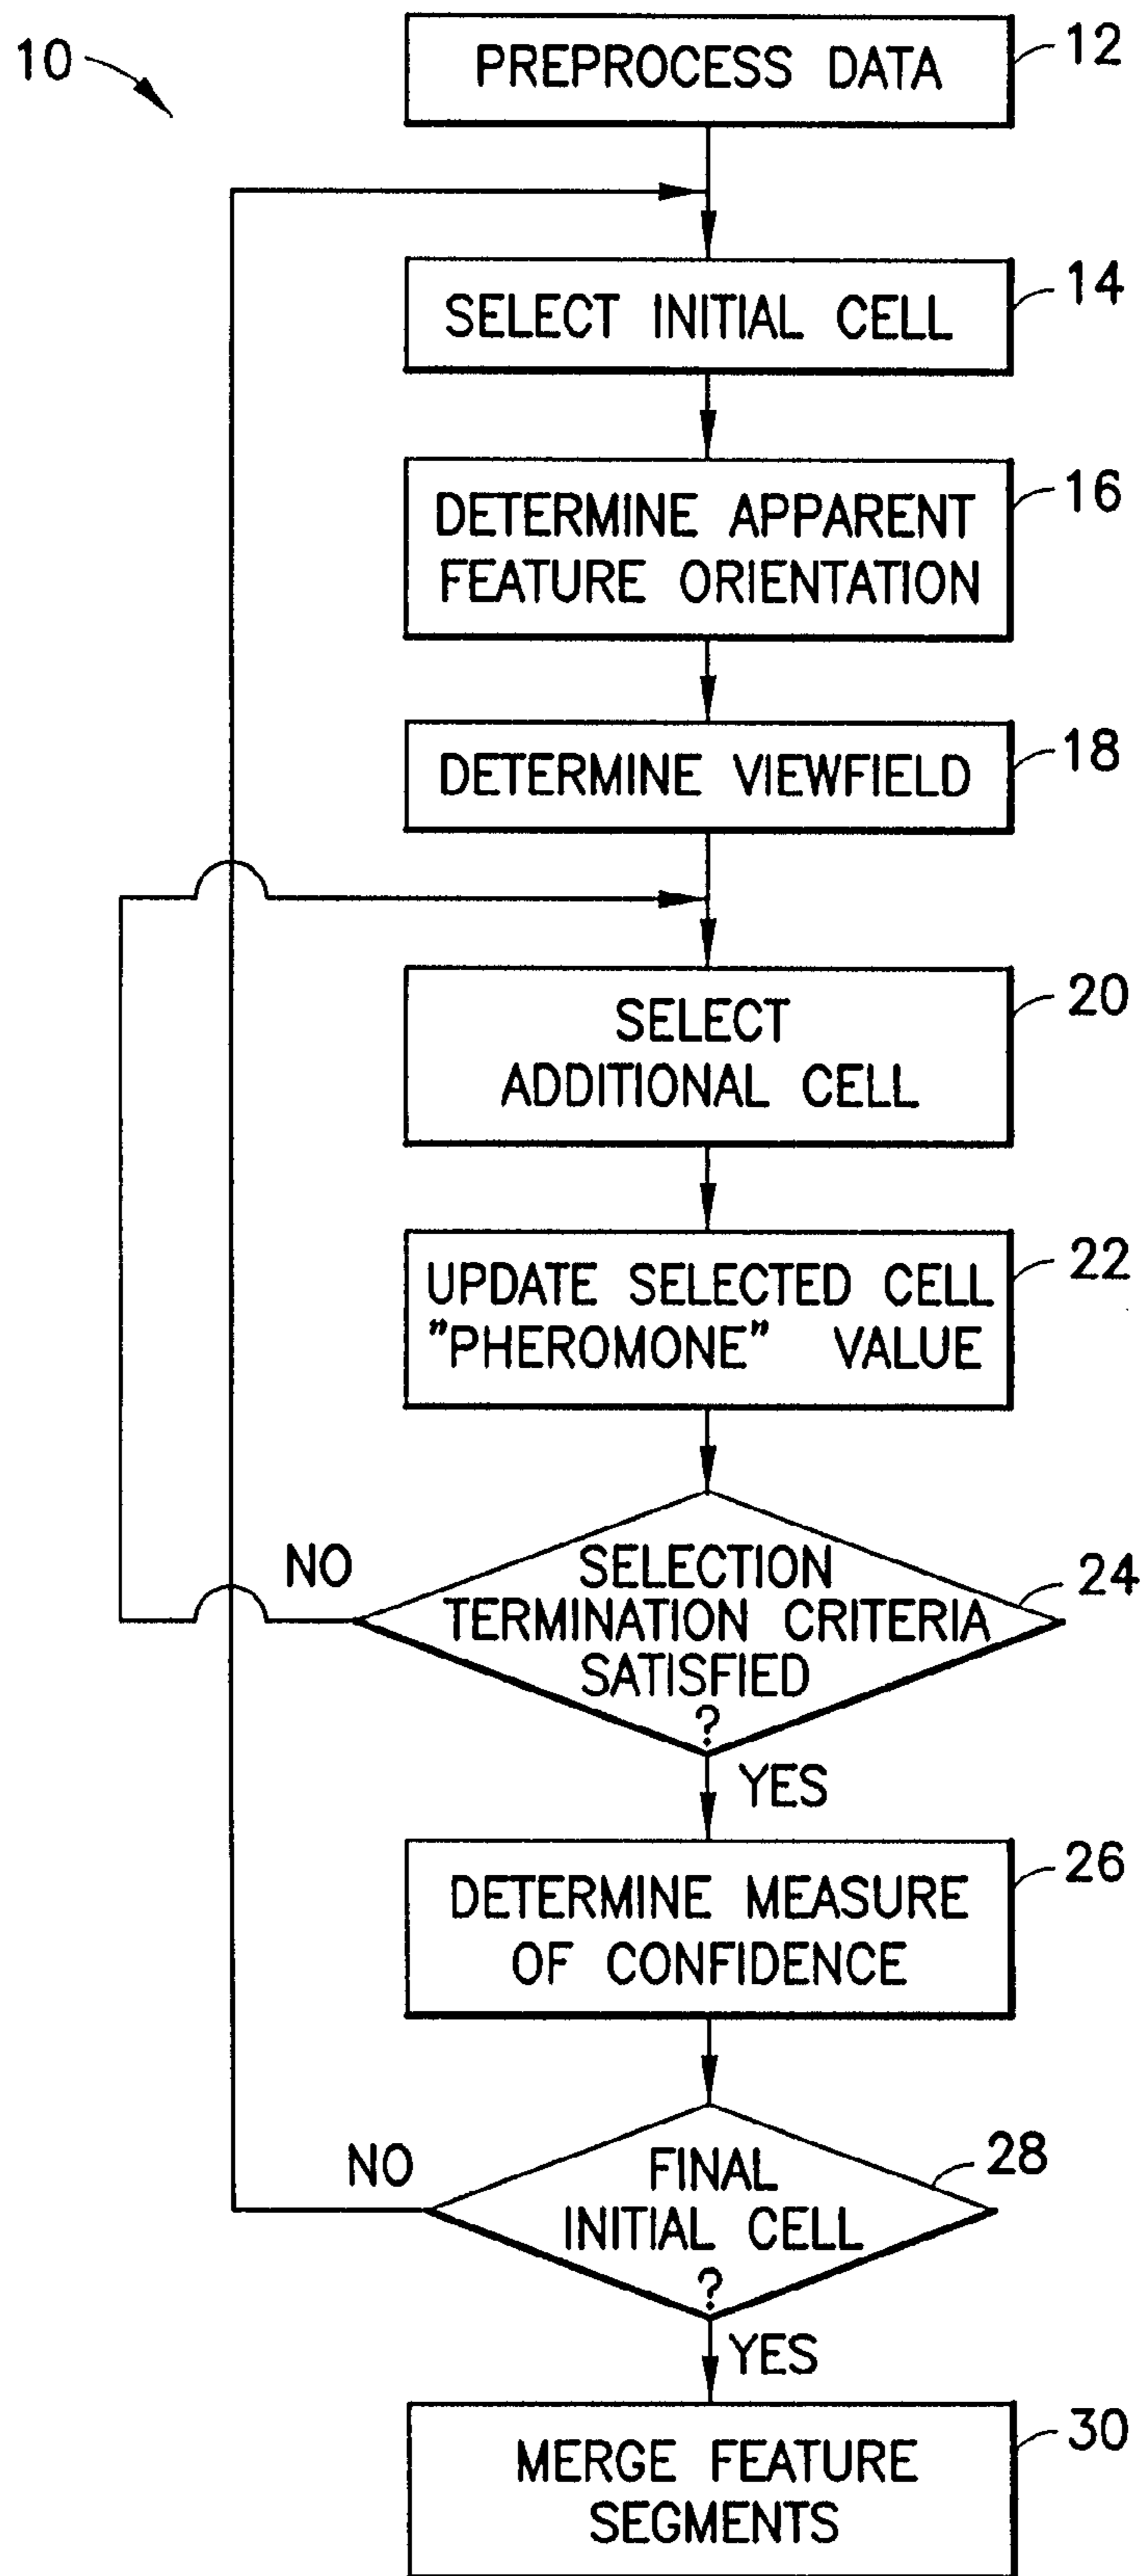 10
PREPROCESS DATA
12
SELECT INITIAL CELL
14
DETERMINE APPARENT
FEATURE ORIENTATION
16
DETERMINE VIEWFIELD
18
SELECT
ADDITIONAL CELL
20
UPDATE SELECTED CELL
"PHEROMONE" VALUE
22
NO
SELECTION
TERMINATION CRITERIA
SATISFIED
?
24
YES
DETERMINE MEASURE
OF CONFIDENCE
26
NO
FINAL
INITIAL CELL
?
28
YES
MERGE FEATURE
SEGMENTS
30